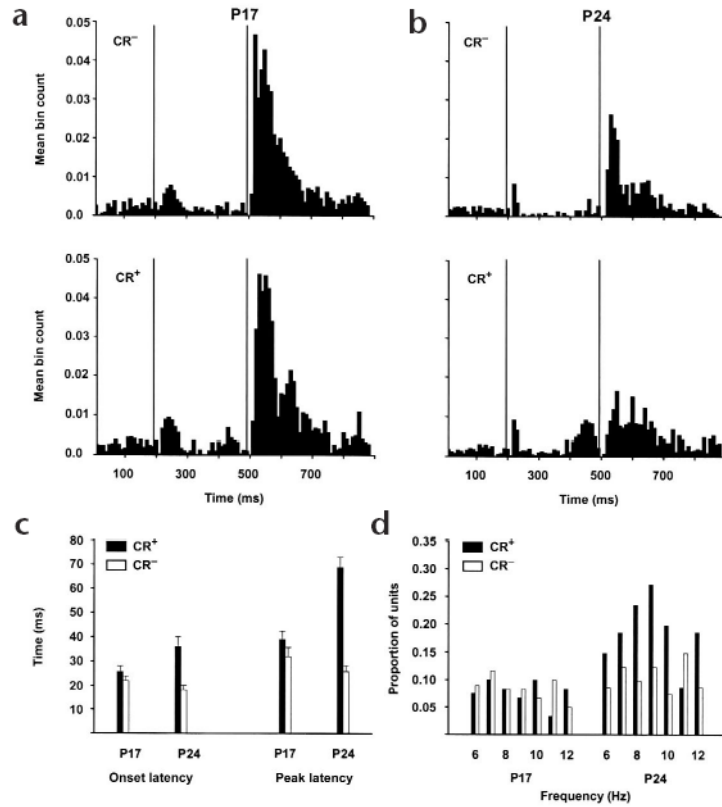 a
P17
b
P24
CR⁻
CR⁻
Mean bin count
0.05
0.04
0.03
0.02
0.01
0.0
CR⁺
CR⁺
Mean bin count
0.05
0.04
0.03
0.02
0.01
0.0
100 300 500 700
100 300 500 700
Time (ms)
Time (ms)
c
CR⁺
CR⁻
Time (ms)
80
70
60
50
40
30
20
10
P17 P24 P17 P24
Onset latency Peak latency
d
CR⁺
CR⁻
Proportion of units
0.35
0.30
0.25
0.20
0.15
0.10
0.05
6 8 10 12 6 8 10 12
P17 P24
Frequency (Hz)